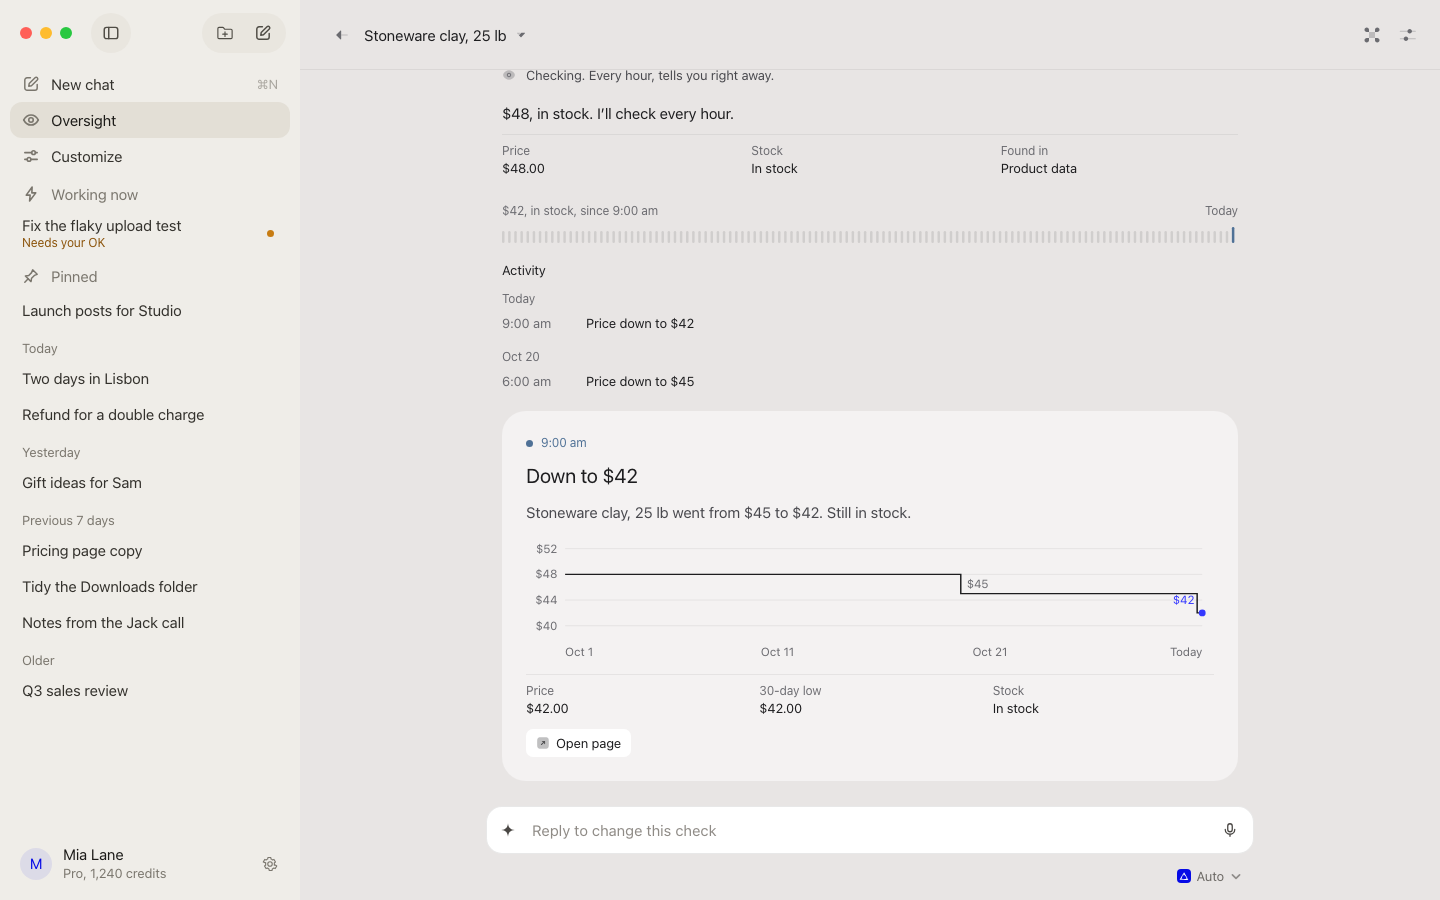 New chat ⌘N
Oversight
Customize
Working now
Fix the flaky upload test
Needs your OK
Pinned
Launch posts for Studio
Today
Two days in Lisbon
Refund for a double charge
Yesterday
Gift ideas for Sam
Previous 7 days
Pricing page copy
Tidy the Downloads folder
Notes from the Jack call
Older
Q3 sales review
M
Mia Lane
Pro, 1,240 credits
Stoneware clay, 25 lb
Checking. Every hour, tells you right away.
$48, in stock. I’ll check every hour.
Price Stock Found in
$48.00 In stock Product data
$42, in stock, since 9:00 am Today
Activity
Today
9:00 am Price down to $42
Oct 20
6:00 am Price down to $45
9:00 am
Down to $42
Stoneware clay, 25 lb went from $45 to $42. Still in stock.
$52
$48
$45
$44 $42
$40
Oct 1 Oct 11 Oct 21 Today
Price 30-day low Stock
$42.00 $42.00 In stock
Open page
Reply to change this check
Auto